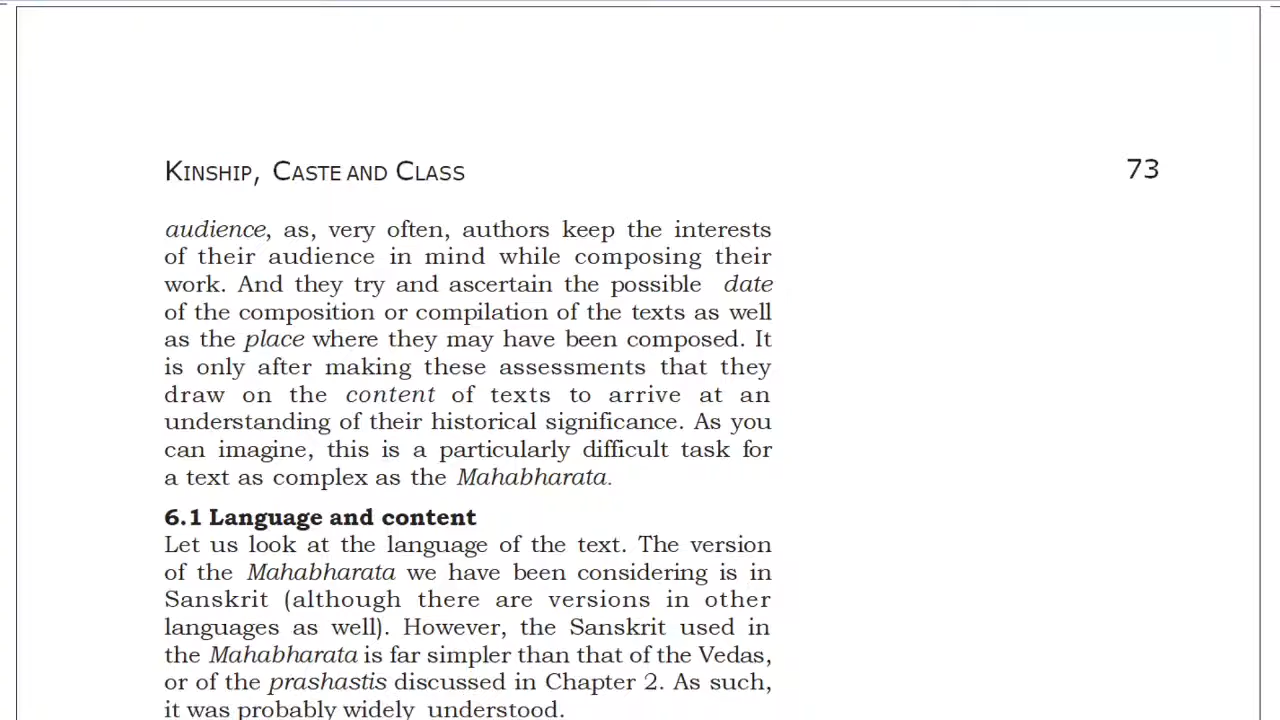 KINSHIP, CASTE AND CLASS 73
audience, as, very often, authors keep the interests
of their audience in mind while composing their
work. And they try and ascertain the possible date
of the composition or compilation of the texts as well
as the place where they may have been composed. It
is only after making these assessments that they
draw on the content of texts to arrive at an
understanding of their historical significance. As you
can imagine, this is a particularly difficult task for
a text as complex as the Mahabharata.
6.1 Language and content
Let us look at the language of the text. The version
of the Mahabharata we have been considering is in
Sanskrit (although there are versions in other
languages as well). However, the Sanskrit used in
the Mahabharata is far simpler than that of the Vedas,
or of the prashastis discussed in Chapter 2. As such,
it was probably widely understood.